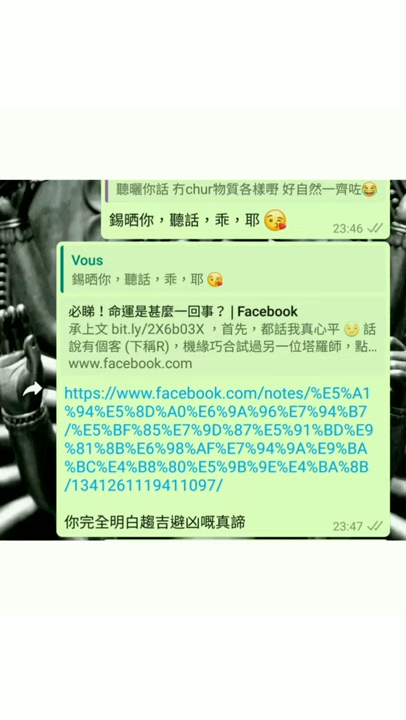 聽曬你話 冇chur物質各樣嘢 好自然一齊咗😂
錫晒你，聽話，乖，耶 😘
23:46
Vous
錫晒你，聽話，乖，耶 😘
必睇！命運是甚麼一回事？ | Facebook
承上文 bit.ly/2X6b03X ，首先，都話我真心平 🌝 話
說有個客 (下稱R)，機緣巧合試過另一位塔羅師，點...
www.facebook.com
https://www.facebook.com/notes/%E5%A1
%94%E5%8D%A0%E6%9A%96%E7%94%B7
/%E5%BF%85%E7%9D%87%E5%91%BD%E9
%81%8B%E6%98%AF%E7%94%9A%E9%BA
%BC%E4%B8%80%E5%9B%9E%E4%BA%8B
/1341261119411097/
你完全明白趨吉避凶嘅真諦
23:47